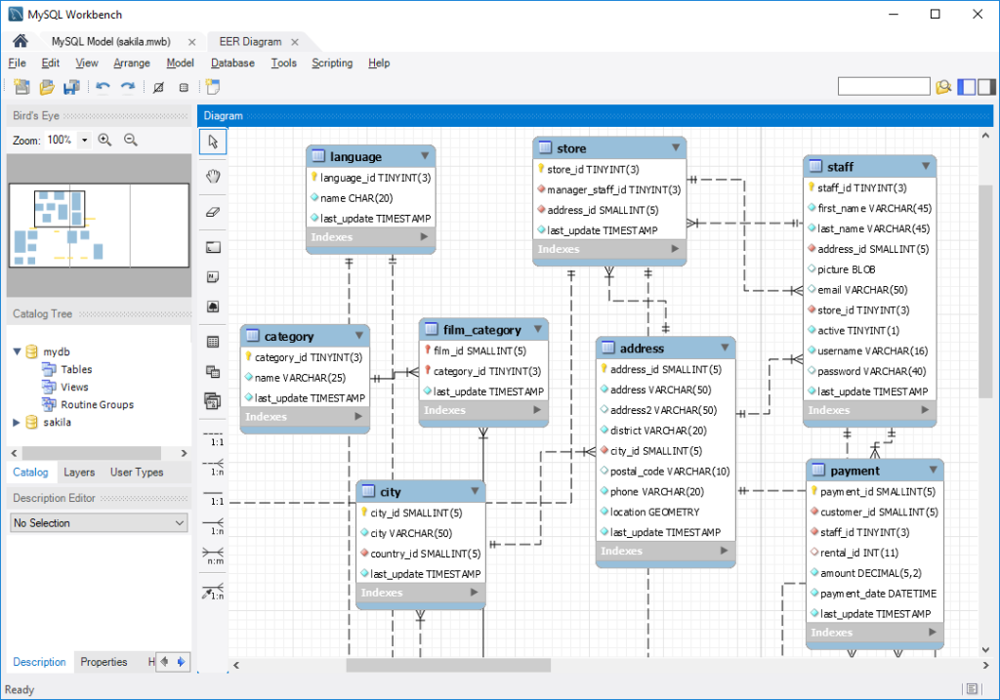 MySQL Workbench
MySQL Model (sakila.mwb)
EER Diagram
File Edit View Arrange Model Database Tools Scripting Help
Bird's Eye
Zoom: 100%
Catalog Tree
mydb
Tables
Views
Routine Groups
sakila
Catalog Layers User Types
Description Editor
No Selection
Description Properties H
Ready
Diagram
1:1
1:n
1:1
1:n
n:m
1:n
language
language_id TINYINT(3)
name CHAR(20)
last_update TIMESTAMP
Indexes
store
store_id TINYINT(3)
manager_staff_id TINYINT(3)
address_id SMALLINT(5)
last_update TIMESTAMP
Indexes
staff
staff_id TINYINT(3)
first_name VARCHAR(45)
last_name VARCHAR(45)
address_id SMALLINT(5)
picture BLOB
email VARCHAR(50)
store_id TINYINT(3)
active TINYINT(1)
username VARCHAR(16)
password VARCHAR(40)
last_update TIMESTAMP
Indexes
category
category_id TINYINT(3)
name VARCHAR(25)
last_update TIMESTAMP
Indexes
film_category
film_id SMALLINT(5)
category_id TINYINT(3)
last_update TIMESTAMP
Indexes
address
address_id SMALLINT(5)
address VARCHAR(50)
address2 VARCHAR(50)
district VARCHAR(20)
city_id SMALLINT(5)
postal_code VARCHAR(10)
phone VARCHAR(20)
location GEOMETRY
last_update TIMESTAMP
Indexes
city
city_id SMALLINT(5)
city VARCHAR(50)
country_id SMALLINT(5)
last_update TIMESTAMP
Indexes
payment
payment_id SMALLINT(5)
customer_id SMALLINT(5)
staff_id TINYINT(3)
rental_id INT(11)
amount DECIMAL(5,2)
payment_date DATETIME
last_update TIMESTAMP
Indexes